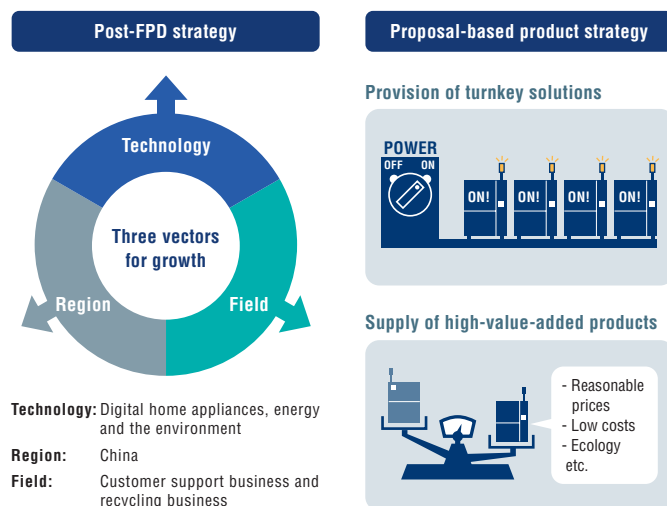 Post-FPD strategy
Technology
Three vectors
for growth
Region
Field
Technology: Digital home appliances, energy
and the environment
Region: China
Field: Customer support business and
recycling business
Proposal-based product strategy
Provision of turnkey solutions
POWER
OFF ON
ON! ON! ON! ON!
Supply of high-value-added products
- Reasonable
prices
- Low costs
- Ecology
etc.